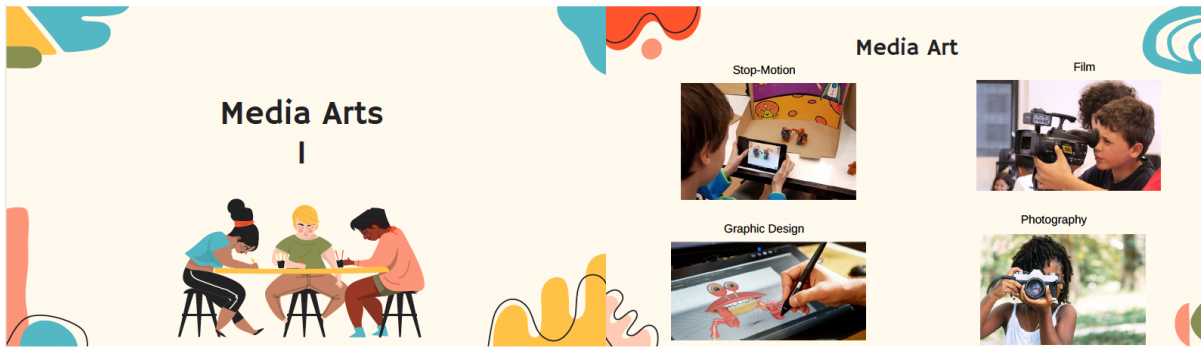 Media Arts
I
Media Art
Stop-Motion
Film
Graphic Design
Photography